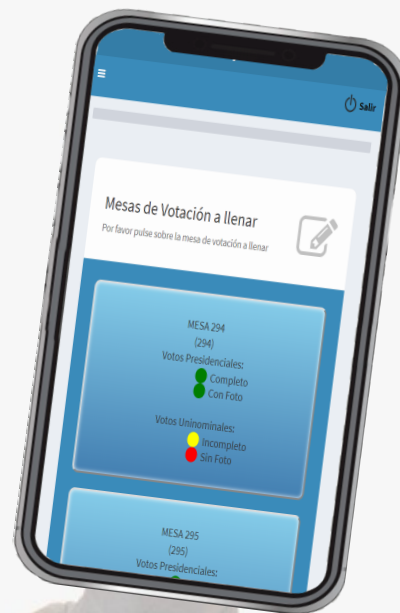 Salir
Mesas de Votación a llenar
Por favor pulse sobre la mesa de votación a llenar
MESA 294
(294)
Votos Presidenciales:
Completo
Con Foto
Votos Uninominales:
Incompleto
Sin Foto
MESA 295
(295)
Votos Presidenciales: